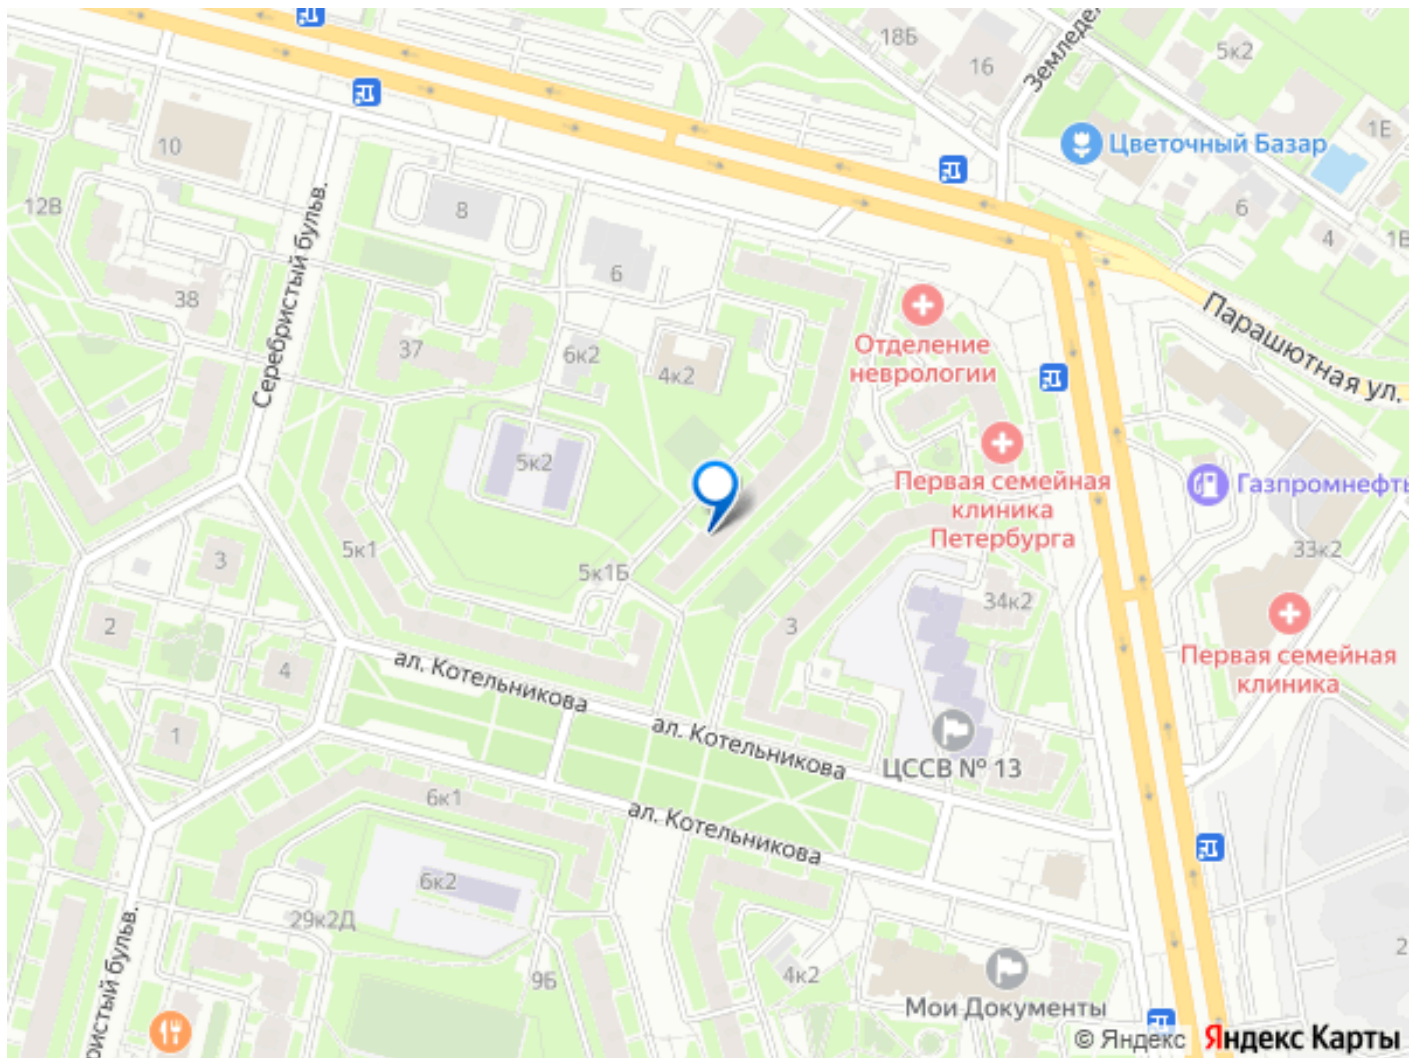 18Б
16
Земледел
5к2
1Е
Цветочный Базар
10
12В
8
6
4
1В
Серебристый бульв.
6
38
37
6к2
4к2
Отделение
неврологии
Парашютная ул.
5к2
Первая семейная
клиника
Петербурга
Газпромнефть
33к2
5к1
3
5к1Б
34к2
2
3
4
Первая семейная
клиника
ал. Котельникова
ал. Котельникова
1
ЦССВ № 13
6к1
ал. Котельникова
6к2
29к2Д
ристый бульв.
9Б
4к2
2
Мои Документы
© Яндекс Яндекс Карты